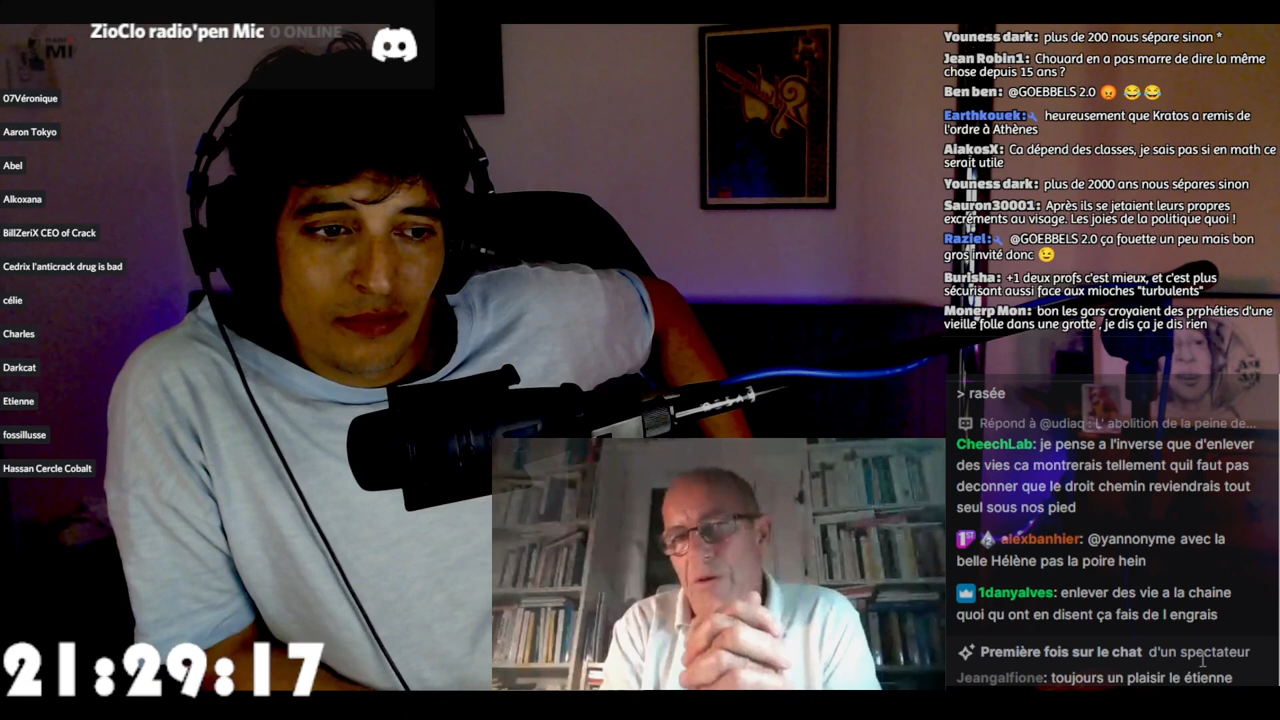 ZioClo radio'pen Mic 0 ONLINE
MI
07Véronique
Aaron Tokyo
Abel
Alkoxana
BillZeriX CEO of Crack
Cedrix l'anticrack drug is bad
célie
Charles
Darkcat
Etienne
fossillusse
Hassan Cercle Cobalt
21:29:17
Youness dark: plus de 200 nous sépare sinon *
Jean Robin1: Chouard en a pas marre de dire la même
chose depuis 15 ans ?
Ben ben: @GOEBBELS 2.0 😡 😂😂
Earthkouek: heureusement que Kratos a remis de
l'ordre à Athènes
AlakosX: Ca dépend des classes, je sais pas si en math ce
serait utile
Youness dark: plus de 2000 ans nous sépares sinon
Sauron30001: Après ils se jetaient leurs propres
excréments au visage. Les joies de la politique quoi !
Raziel: @GOEBBELS 2.0 ça fouette un peu mais bon
gros invité donc 😉
Burisha: +1 deux profs c'est mieux, et c'est plus
sécurisant aussi face aux mioches "turbulents"
Monerp Mon: bon les gars croyaient des prphéties d'une
vieille folle dans une grotte , je dis ça je dis rien
> rasée
Répond à @udiaq : L' abolition de la peine de...
CheechLab: je pense a l'inverse que d'enlever
des vies ca montrerais tellement quil faut pas
deconner que le droit chemin reviendrais tout
seul sous nos pied
1ST 2 alexbanhier: @yannonyme avec la
belle Hélène pas la poire hein
1danyalves: enlever des vie a la chaine
quoi qu ont en disent ça fais de l engrais
Première fois sur le chat d'un spectateur
Jeangalfione: toujours un plaisir le étienne